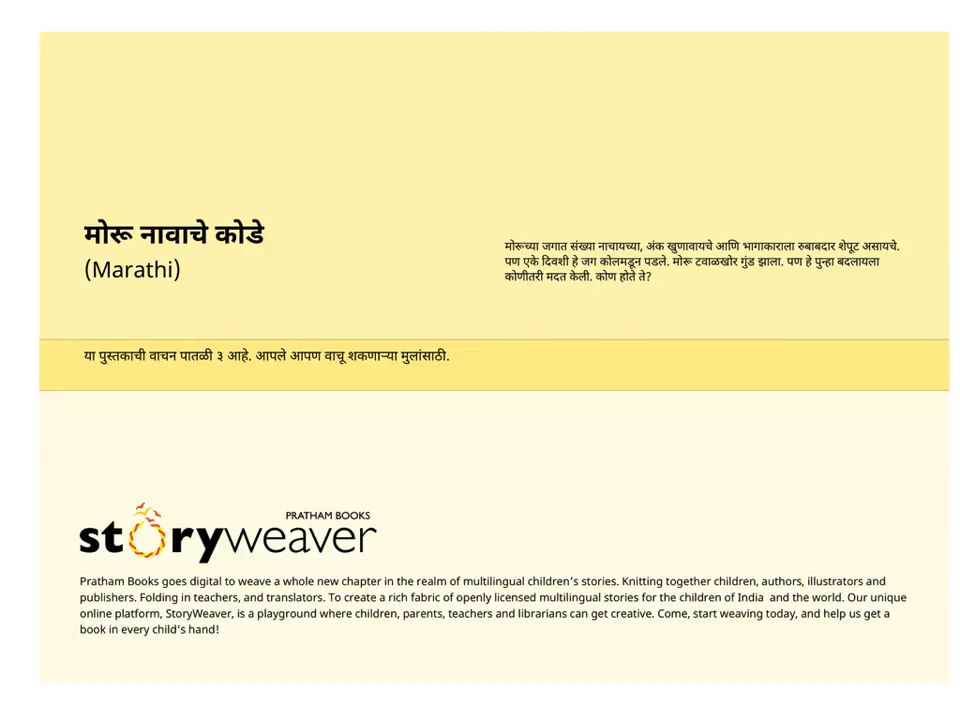 मोरू नावाचे कोडे
(Marathi)
मोरूच्या जगात संख्या नाचायच्या, अंक खुणावायचे आणि भागाकाराला रुबाबदार शेपूट असायचे.
पण एके दिवशी हे जग कोलमडून पडले. मोरू टवाळखोर गुंड झाला. पण हे पुन्हा बदलायला
कोणीतरी मदत केली. कोण होते ते?
या पुस्तकाची वाचन पातळी ३ आहे. आपले आपण वाचू शकणाऱ्या मुलांसाठी.
PRATHAM BOOKS
storyweaver
Pratham Books goes digital to weave a whole new chapter in the realm of multilingual children's stories. Knitting together children, authors, illustrators and
publishers. Folding in teachers, and translators. To create a rich fabric of openly licensed multilingual stories for the children of India and the world. Our unique
online platform, StoryWeaver, is a playground where children, parents, teachers and librarians can get creative. Come, start weaving today, and help us get a
book in every child's hand!